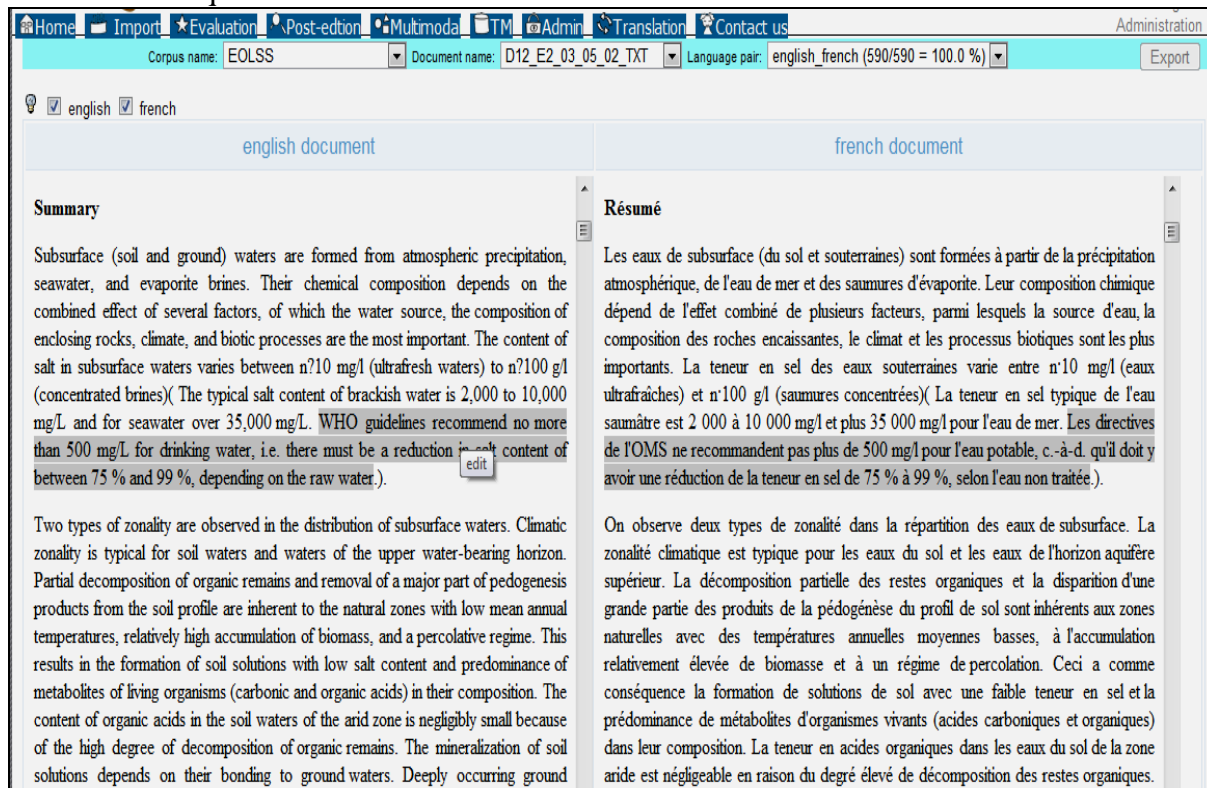 Home Import Evaluation Post-edtion Multimodal TM Admin Translation Contact us
Administration
Corpus name: EOLSS Document name: D12_E2_03_05_02_TXT Language pair: english_french (590/590 = 100.0 %) Export
english french
english document
Summary
Subsurface (soil and ground) waters are formed from atmospheric precipitation,
seawater, and evaporite brines. Their chemical composition depends on the
combined effect of several factors, of which the water source, the composition of
enclosing rocks, climate, and biotic processes are the most important. The content of
salt in subsurface waters varies between n?10 mg/l (ultrafresh waters) to n?100 g/l
(concentrated brines)( The typical salt content of brackish water is 2,000 to 10,000
mg/L and for seawater over 35,000 mg/L. WHO guidelines recommend no more
than 500 mg/L for drinking water, i.e. there must be a reduction in salt content of
edit
between 75 % and 99 %, depending on the raw water.).
Two types of zonality are observed in the distribution of subsurface waters. Climatic
zonality is typical for soil waters and waters of the upper water-bearing horizon.
Partial decomposition of organic remains and removal of a major part of pedogenesis
products from the soil profile are inherent to the natural zones with low mean annual
temperatures, relatively high accumulation of biomass, and a percolative regime. This
results in the formation of soil solutions with low salt content and predominance of
metabolites of living organisms (carbonic and organic acids) in their composition. The
content of organic acids in the soil waters of the arid zone is negligibly small because
of the high degree of decomposition of organic remains. The mineralization of soil
solutions depends on their bonding to ground waters. Deeply occurring ground
french document
Résumé
Les eaux de subsurface (du sol et souterraines) sont formées à partir de la précipitation
atmosphérique, de l'eau de mer et des saumures d'évaporite. Leur composition chimique
dépend de l'effet combiné de plusieurs facteurs, parmi lesquels la source d'eau, la
composition des roches encaissantes, le climat et les processus biotiques sont les plus
importants. La teneur en sel des eaux souterraines varie entre n·10 mg/l (eaux
ultrafraîches) et n·100 g/l (saumures concentrées)( La teneur en sel typique de l'eau
saumâtre est 2 000 à 10 000 mg/l et plus 35 000 mg/l pour l'eau de mer. Les directives
de l'OMS ne recommandent pas plus de 500 mg/l pour l'eau potable, c.-à-d. qu'il doit y
avoir une réduction de la teneur en sel de 75 % à 99 %, selon l'eau non traitée.).
On observe deux types de zonalité dans la répartition des eaux de subsurface. La
zonalité climatique est typique pour les eaux du sol et les eaux de l'horizon aquifère
supérieur. La décomposition partielle des restes organiques et la disparition d'une
grande partie des produits de la pédogénèse du profil de sol sont inhérents aux zones
naturelles avec des températures annuelles moyennes basses, à l'accumulation
relativement élevée de biomasse et à un régime de percolation. Ceci a comme
conséquence la formation de solutions de sol avec une faible teneur en sel et la
prédominance de métabolites d'organismes vivants (acides carboniques et organiques)
dans leur composition. La teneur en acides organiques dans les eaux du sol de la zone
aride est négligeable en raison du degré élevé de décomposition des restes organiques.